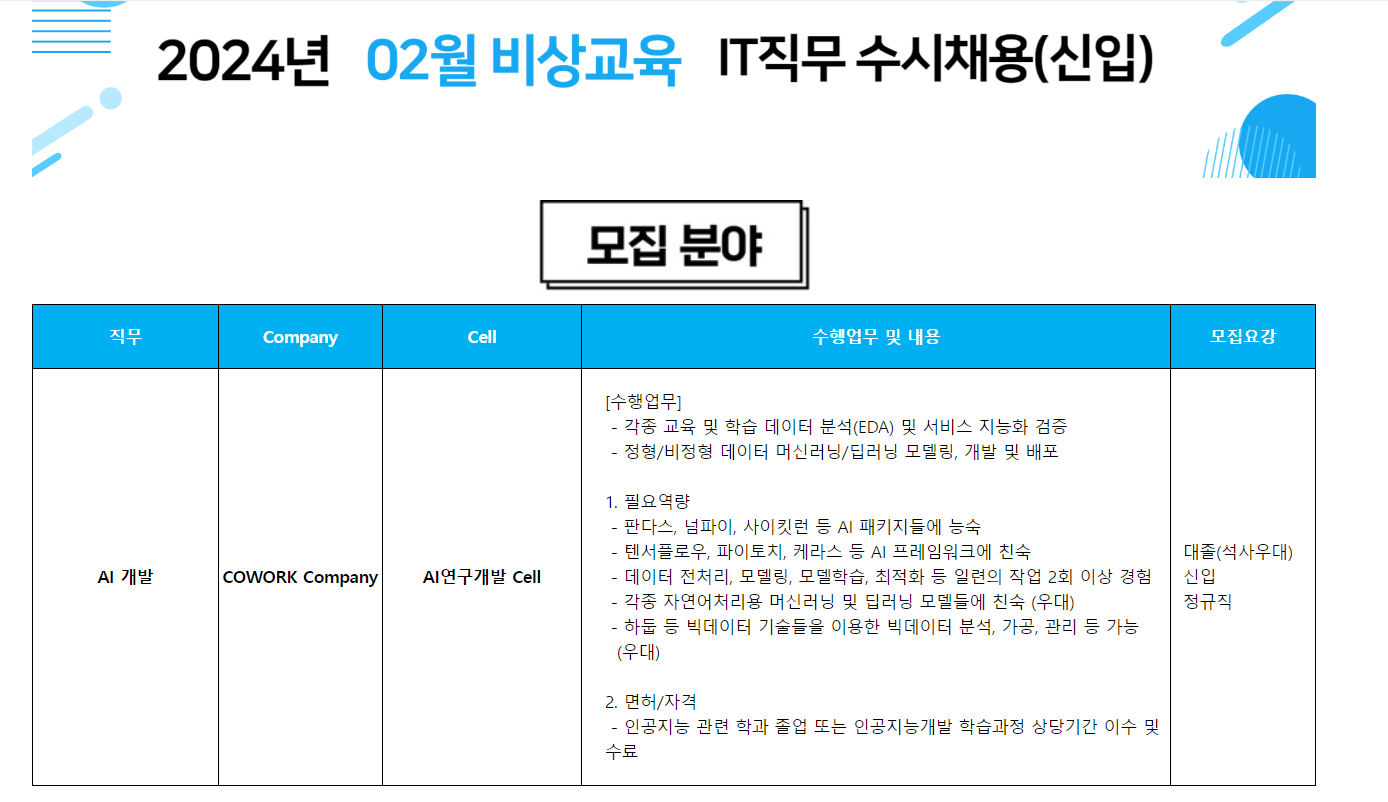 2024년 02월 비상교육 IT직무 수시채용(신입)
모집 분야
직무 Company Cell 수행업무 및 내용 모집요강
AI 개발
COWORK Company
AI연구개발 Cell
[수행업무]
- 각종 교육 및 학습 데이터 분석(EDA) 및 서비스 지능화 검증
- 정형/비정형 데이터 머신러닝/딥러닝 모델링, 개발 및 배포
1. 필요역량
- 판다스, 넘파이, 사이킷런 등 AI 패키지들에 능숙
- 텐서플로우, 파이토치, 케라스 등 AI 프레임워크에 친숙
- 데이터 전처리, 모델링, 모델학습, 최적화 등 일련의 작업 2회 이상 경험
- 각종 자연어처리용 머신러닝 및 딥러닝 모델들에 친숙 (우대)
- 하둡 등 빅데이터 기술들을 이용한 빅데이터 분석, 가공, 관리 등 가능
(우대)
2. 면허/자격
- 인공지능 관련 학과 졸업 또는 인공지능개발 학습과정 상당기간 이수 및
수료
대졸(석사우대)
신입
정규직